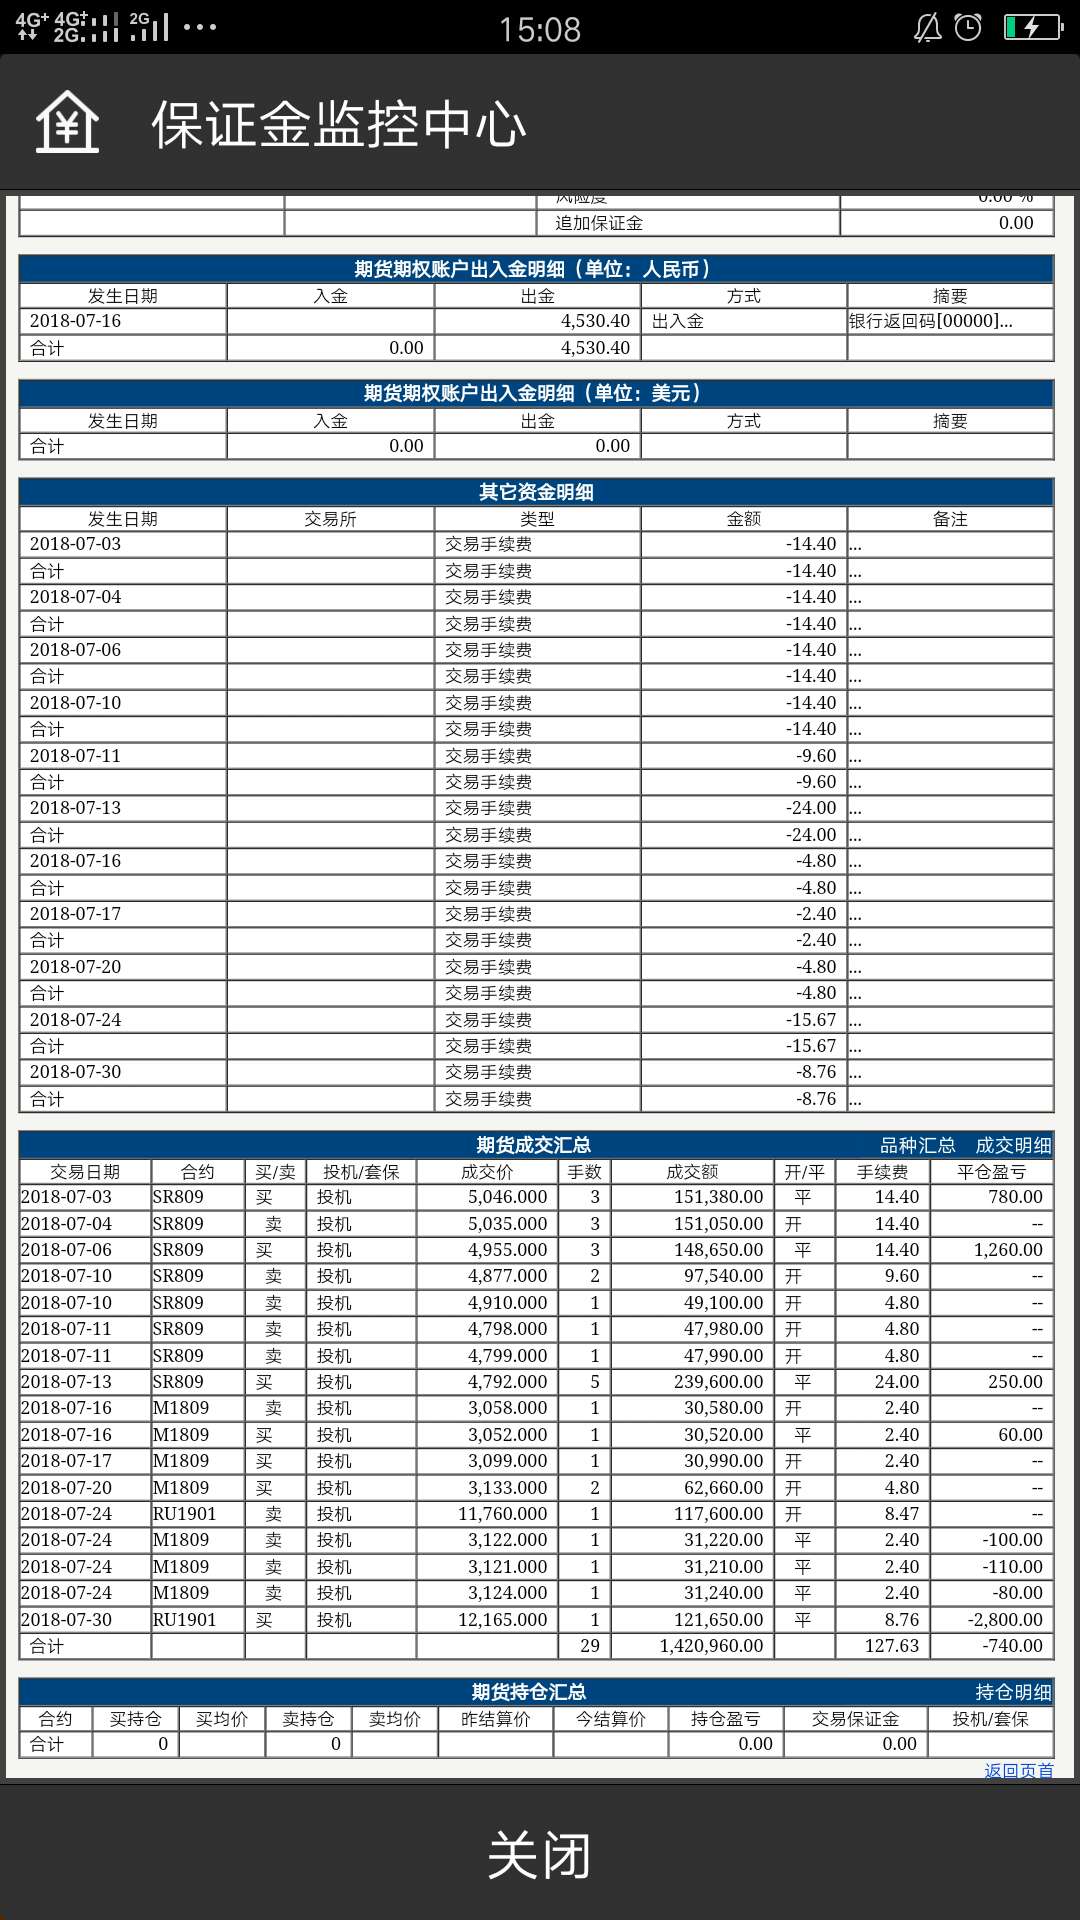 4G+ 4G+ 2G 2G ... 15:08
保证金监控中心
风险度 0.00 %
追加保证金 0.00
期货期权账户出入金明细（单位：人民币）
发生日期 入金 出金 方式 摘要
2018-07-16 4,530.40 出入金 银行返回码[00000]...
合计 0.00 4,530.40
期货期权账户出入金明细（单位：美元）
发生日期 入金 出金 方式 摘要
合计 0.00 0.00
其它资金明细
发生日期 交易所 类型 金额 备注
2018-07-03 交易手续费 -14.40 ...
合计 交易手续费 -14.40 ...
2018-07-04 交易手续费 -14.40 ...
合计 交易手续费 -14.40 ...
2018-07-06 交易手续费 -14.40 ...
合计 交易手续费 -14.40 ...
2018-07-10 交易手续费 -14.40 ...
合计 交易手续费 -14.40 ...
2018-07-11 交易手续费 -9.60 ...
合计 交易手续费 -9.60 ...
2018-07-13 交易手续费 -24.00 ...
合计 交易手续费 -24.00 ...
2018-07-16 交易手续费 -4.80 ...
合计 交易手续费 -4.80 ...
2018-07-17 交易手续费 -2.40 ...
合计 交易手续费 -2.40 ...
2018-07-20 交易手续费 -4.80 ...
合计 交易手续费 -4.80 ...
2018-07-24 交易手续费 -15.67 ...
合计 交易手续费 -15.67 ...
2018-07-30 交易手续费 -8.76 ...
合计 交易手续费 -8.76 ...
期货成交汇总 品种汇总 成交明细
交易日期 合约 买/卖 投机/套保 成交价 手数 成交额 开/平 手续费 平仓盈亏
2018-07-03 SR809 买 投机 5,046.000 3 151,380.00 平 14.40 780.00
2018-07-04 SR809 卖 投机 5,035.000 3 151,050.00 开 14.40 --
2018-07-06 SR809 买 投机 4,955.000 3 148,650.00 平 14.40 1,260.00
2018-07-10 SR809 卖 投机 4,877.000 2 97,540.00 开 9.60 --
2018-07-10 SR809 卖 投机 4,910.000 1 49,100.00 开 4.80 --
2018-07-11 SR809 卖 投机 4,798.000 1 47,980.00 开 4.80 --
2018-07-11 SR809 卖 投机 4,799.000 1 47,990.00 开 4.80 --
2018-07-13 SR809 买 投机 4,792.000 5 239,600.00 平 24.00 250.00
2018-07-16 M1809 卖 投机 3,058.000 1 30,580.00 开 2.40 --
2018-07-16 M1809 买 投机 3,052.000 1 30,520.00 平 2.40 60.00
2018-07-17 M1809 买 投机 3,099.000 1 30,990.00 开 2.40 --
2018-07-20 M1809 买 投机 3,133.000 2 62,660.00 开 4.80 --
2018-07-24 RU1901 卖 投机 11,760.000 1 117,600.00 开 8.47 --
2018-07-24 M1809 卖 投机 3,122.000 1 31,220.00 平 2.40 -100.00
2018-07-24 M1809 卖 投机 3,121.000 1 31,210.00 平 2.40 -110.00
2018-07-24 M1809 卖 投机 3,124.000 1 31,240.00 平 2.40 -80.00
2018-07-30 RU1901 买 投机 12,165.000 1 121,650.00 平 8.76 -2,800.00
合计 29 1,420,960.00 127.63 -740.00
期货持仓汇总 持仓明细
合约 买持仓 买均价 卖持仓 卖均价 昨结算价 今结算价 持仓盈亏 交易保证金 投机/套保
合计 0 0 0.00 0.00
返回页首
关闭